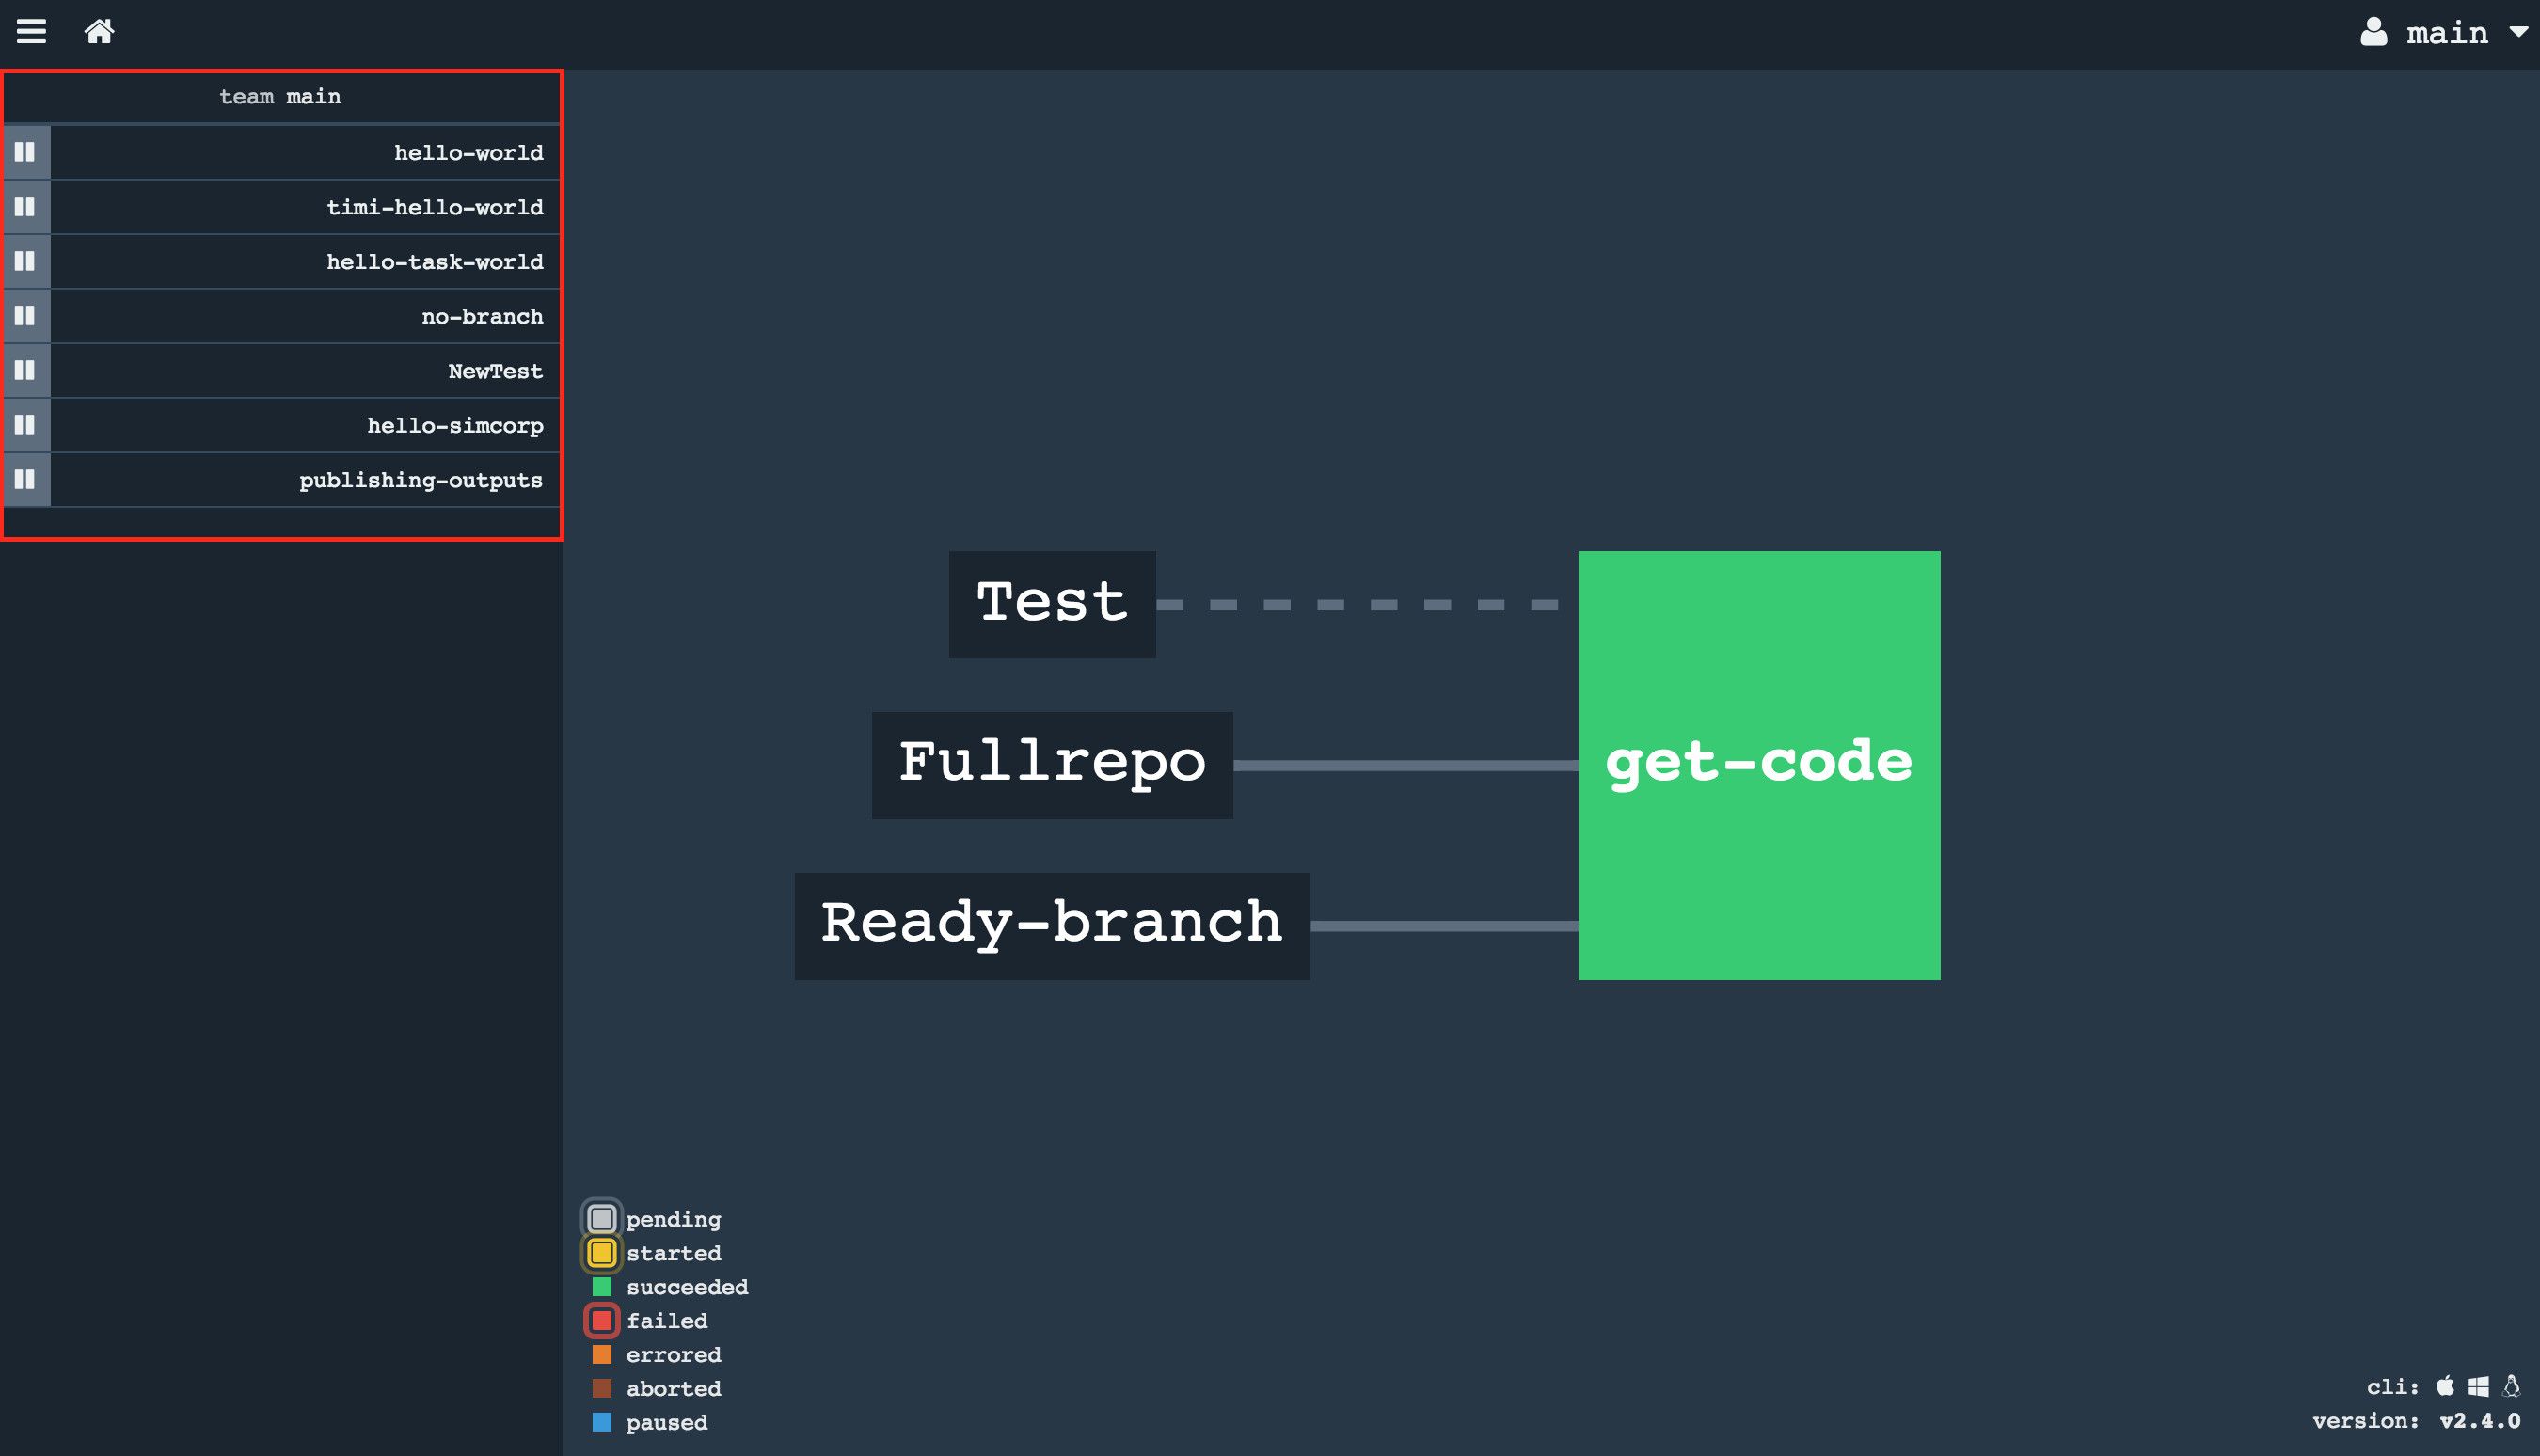 main
team main
hello-world
timi-hello-world
hello-task-world
no-branch
NewTest
hello-simcorp
publishing-outputs
Test
Fullrepo
get-code
Ready-branch
pending
started
succeeded
failed
errored
aborted
paused
cli:
version: v2.4.0